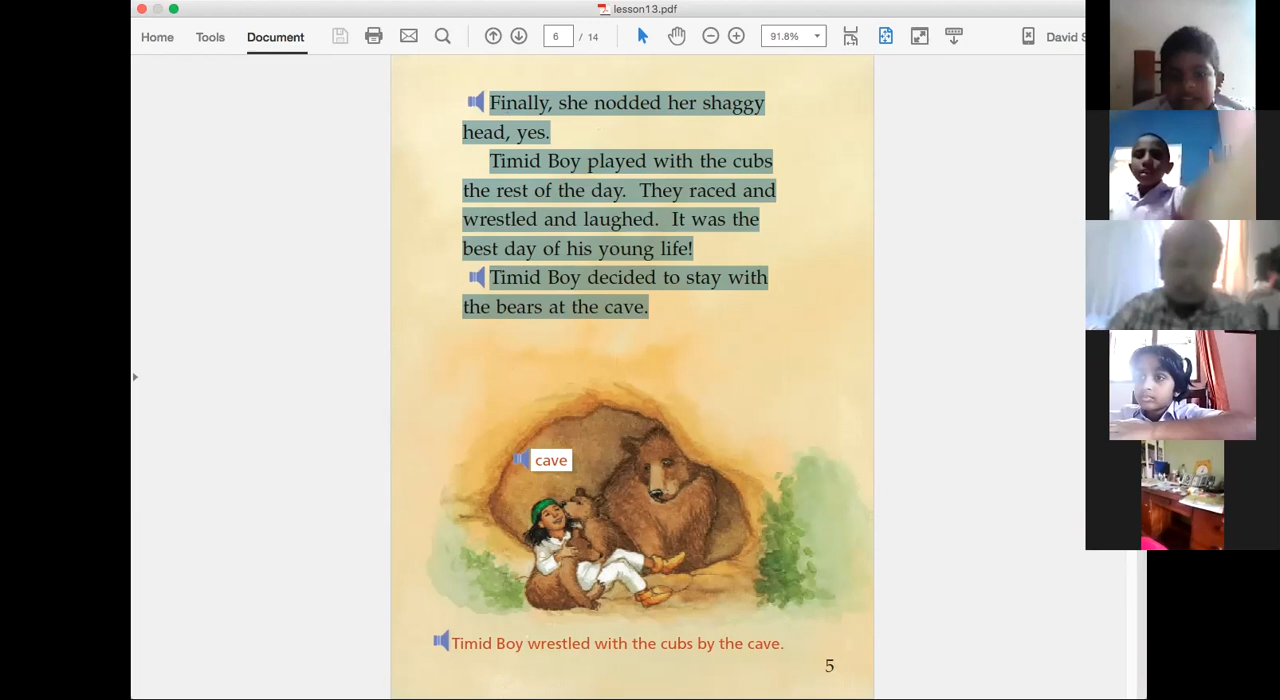 lesson13.pdf
Home Tools Document 6 / 14 91.8% David S
Finally, she nodded her shaggy
head, yes.
Timid Boy played with the cubs
the rest of the day. They raced and
wrestled and laughed. It was the
best day of his young life!
Timid Boy decided to stay with
the bears at the cave.
cave
Timid Boy wrestled with the cubs by the cave.
5